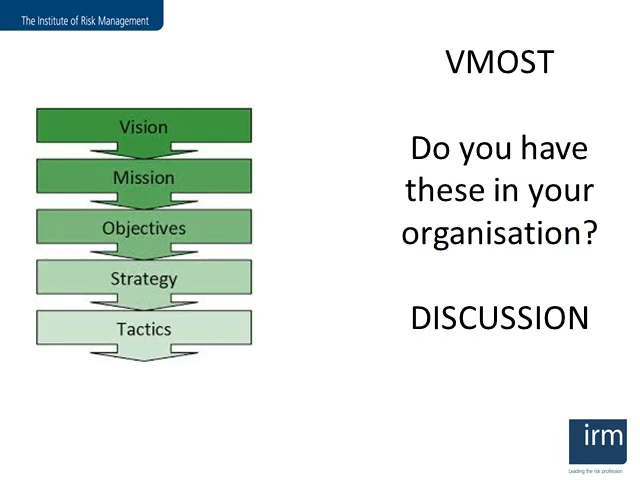 The Institute of Risk Management
VMOST
Vision
Mission
Objectives
Strategy
Tactics
Do you have
these in your
organisation?
DISCUSSION
irm
Leading the risk profession